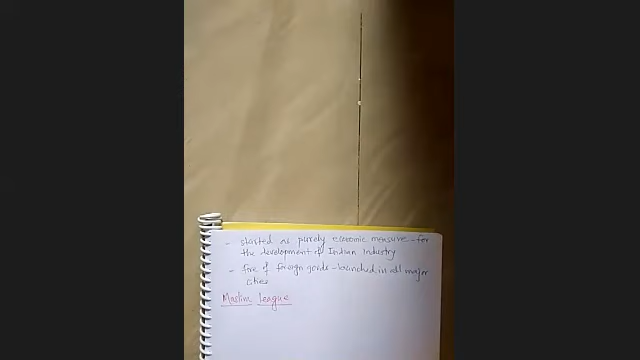 - started as purely economic measure - for
the development of Indian Industry
- fire of foreign goods - launched in all major
cities
Muslim league